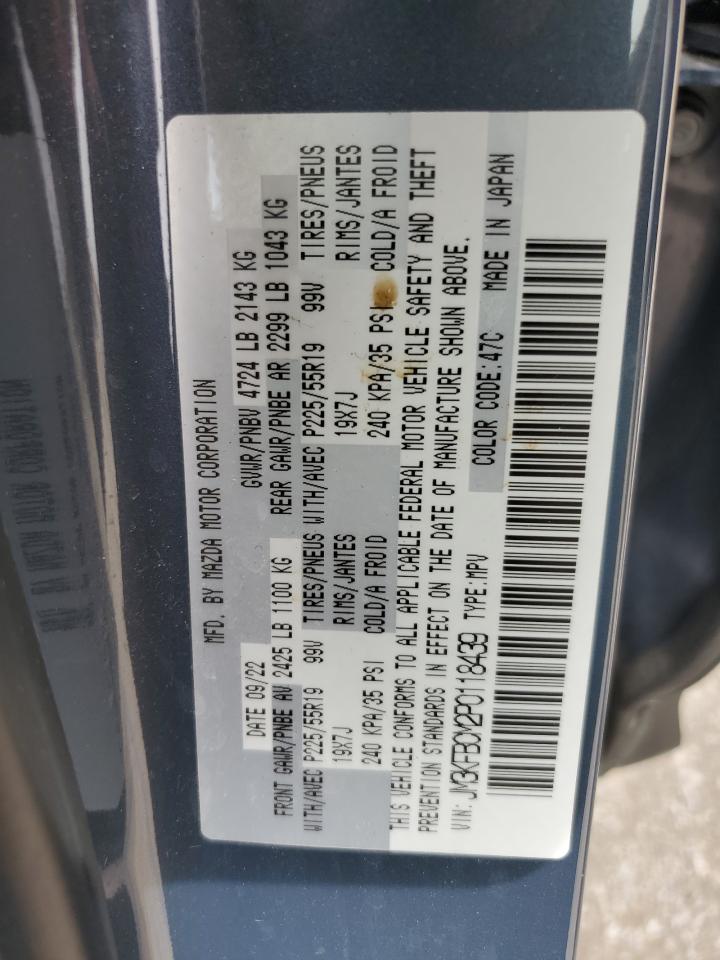 MFD. BY MAZDA MOTOR CORPORATION
DATE 09/22 GVWR/PNBV 4724 LB 2143 KG
FRONT GAWR/PNBE AV 2425 LB 1100 KG REAR GAWR/PNBE AR 2299 LB 1043 KG
WITH/AVEC P225/55R19 99V TIRES/PNEUS WITH/AVEC P225/55R19 99V TIRES/PNEUS
19X7J RIMS/JANTES 19X7J RIMS/JANTES
240 KPA/35 PSI COLD/A FROID 240 KPA/35 PSI COLD/A FROID
THIS VEHICLE CONFORMS TO ALL APPLICABLE FEDERAL MOTOR VEHICLE SAFETY AND THEFT
PREVENTION STANDARDS IN EFFECT ON THE DATE OF MANUFACTURE SHOWN ABOVE.
VIN: JM3KFBCM2P0118439 TYPE:MPV COLOR CODE:47C MADE IN JAPAN